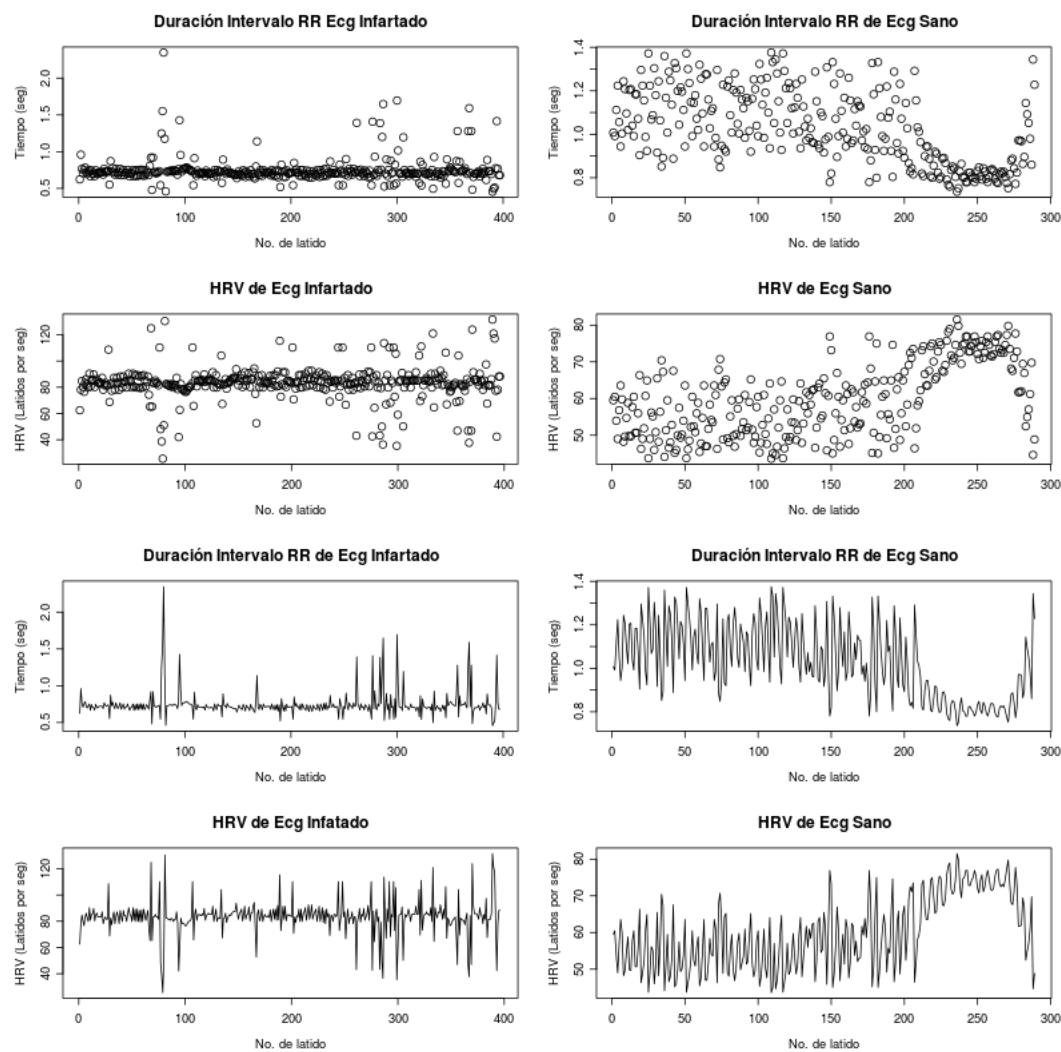 Duración Intervalo RR Ecg Infartado
Tiempo (seg)
0.5 1.0 1.5 2.0
0 100 200 300 400
No. de latido
Duración Intervalo RR de Ecg Sano
Tiempo (seg)
0.8 1.0 1.2 1.4
0 50 100 150 200 250 300
No. de latido
HRV de Ecg Infartado
HRV (Latidos por seg)
40 60 80 100 120
0 100 200 300 400
No. de latido
HRV de Ecg Sano
HRV (Latidos por seg)
50 60 70 80
0 50 100 150 200 250 300
No. de latido
Duración Intervalo RR de Ecg Infartado
Tiempo (seg)
0.5 1.0 1.5 2.0
0 100 200 300 400
No. de latido
Duración Intervalo RR de Ecg Sano
Tiempo (seg)
0.8 1.0 1.2 1.4
0 50 100 150 200 250 300
No. de latido
HRV de Ecg Infatado
HRV (Latidos por seg)
40 60 80 120
0 100 200 300 400
No. de latido
HRV de Ecg Sano
HRV (Latidos por seg)
50 60 70 80
0 50 100 150 200 250 300
No. de latido